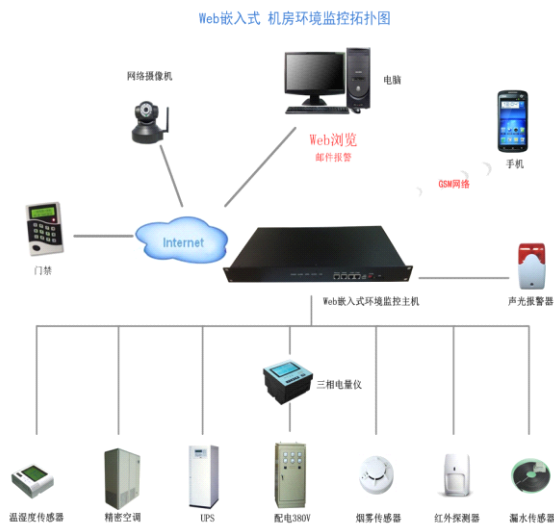 Web嵌入式 机房环境监控拓扑图
网络摄像机
电脑
Web浏览
邮件报警
手机
GSM网络
Internet
门禁
Web嵌入式环境监控主机
声光报警器
三相电量仪
温湿度传感器
精密空调
UPS
配电380V
烟雾传感器
红外探测器
漏水传感器